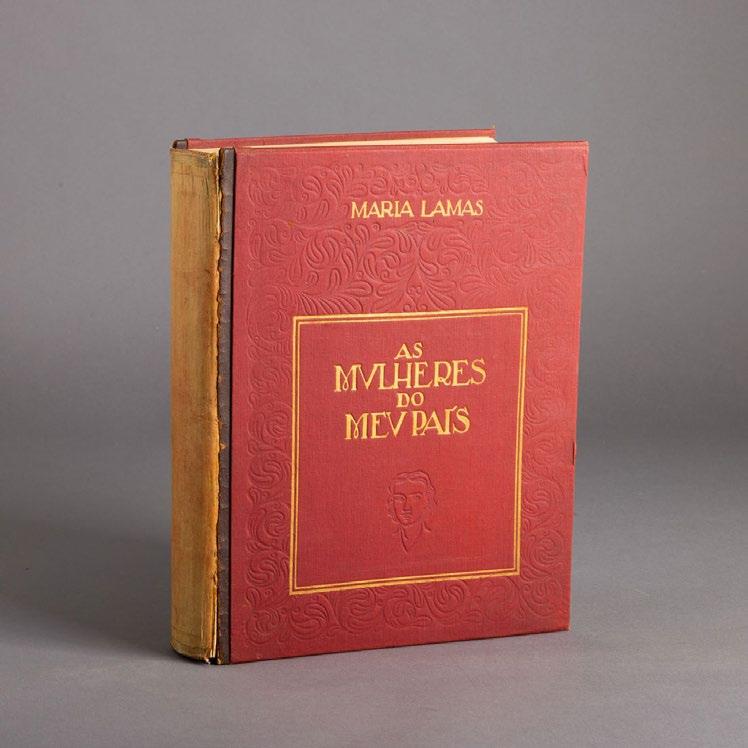 MARIA LAMAS
AS
MVLHERES
DO
MEV PAÍS